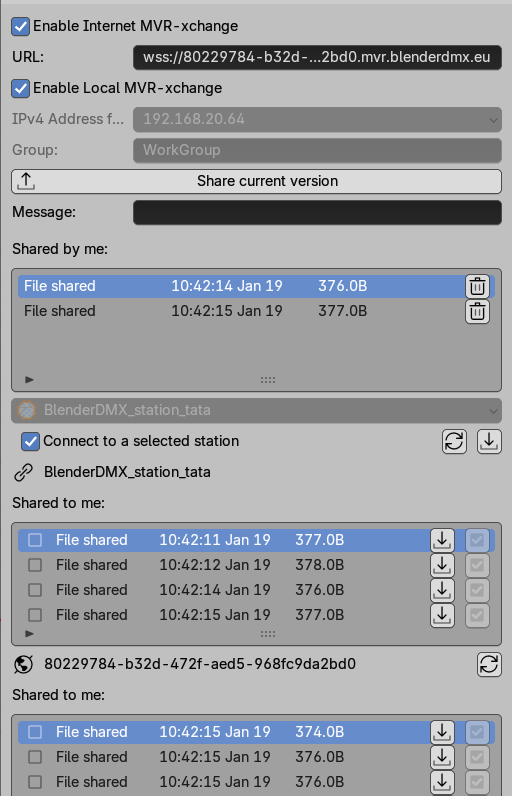 Enable Internet MVR-xchange
URL: wss://80229784-b32d-...2bd0.mvr.blenderdmx.eu
Enable Local MVR-xchange
IPv4 Address f... 192.168.20.64
Group: WorkGroup
Share current version
Message:
Shared by me:
File shared 10:42:14 Jan 19 376.0B
File shared 10:42:15 Jan 19 377.0B
BlenderDMX_station_tata
Connect to a selected station
BlenderDMX_station_tata
Shared to me:
File shared 10:42:11 Jan 19 377.0B
File shared 10:42:12 Jan 19 378.0B
File shared 10:42:14 Jan 19 376.0B
File shared 10:42:15 Jan 19 377.0B
80229784-b32d-472f-aed5-968fc9da2bd0
Shared to me:
File shared 10:42:15 Jan 19 374.0B
File shared 10:42:15 Jan 19 376.0B
File shared 10:42:15 Jan 19 376.0B